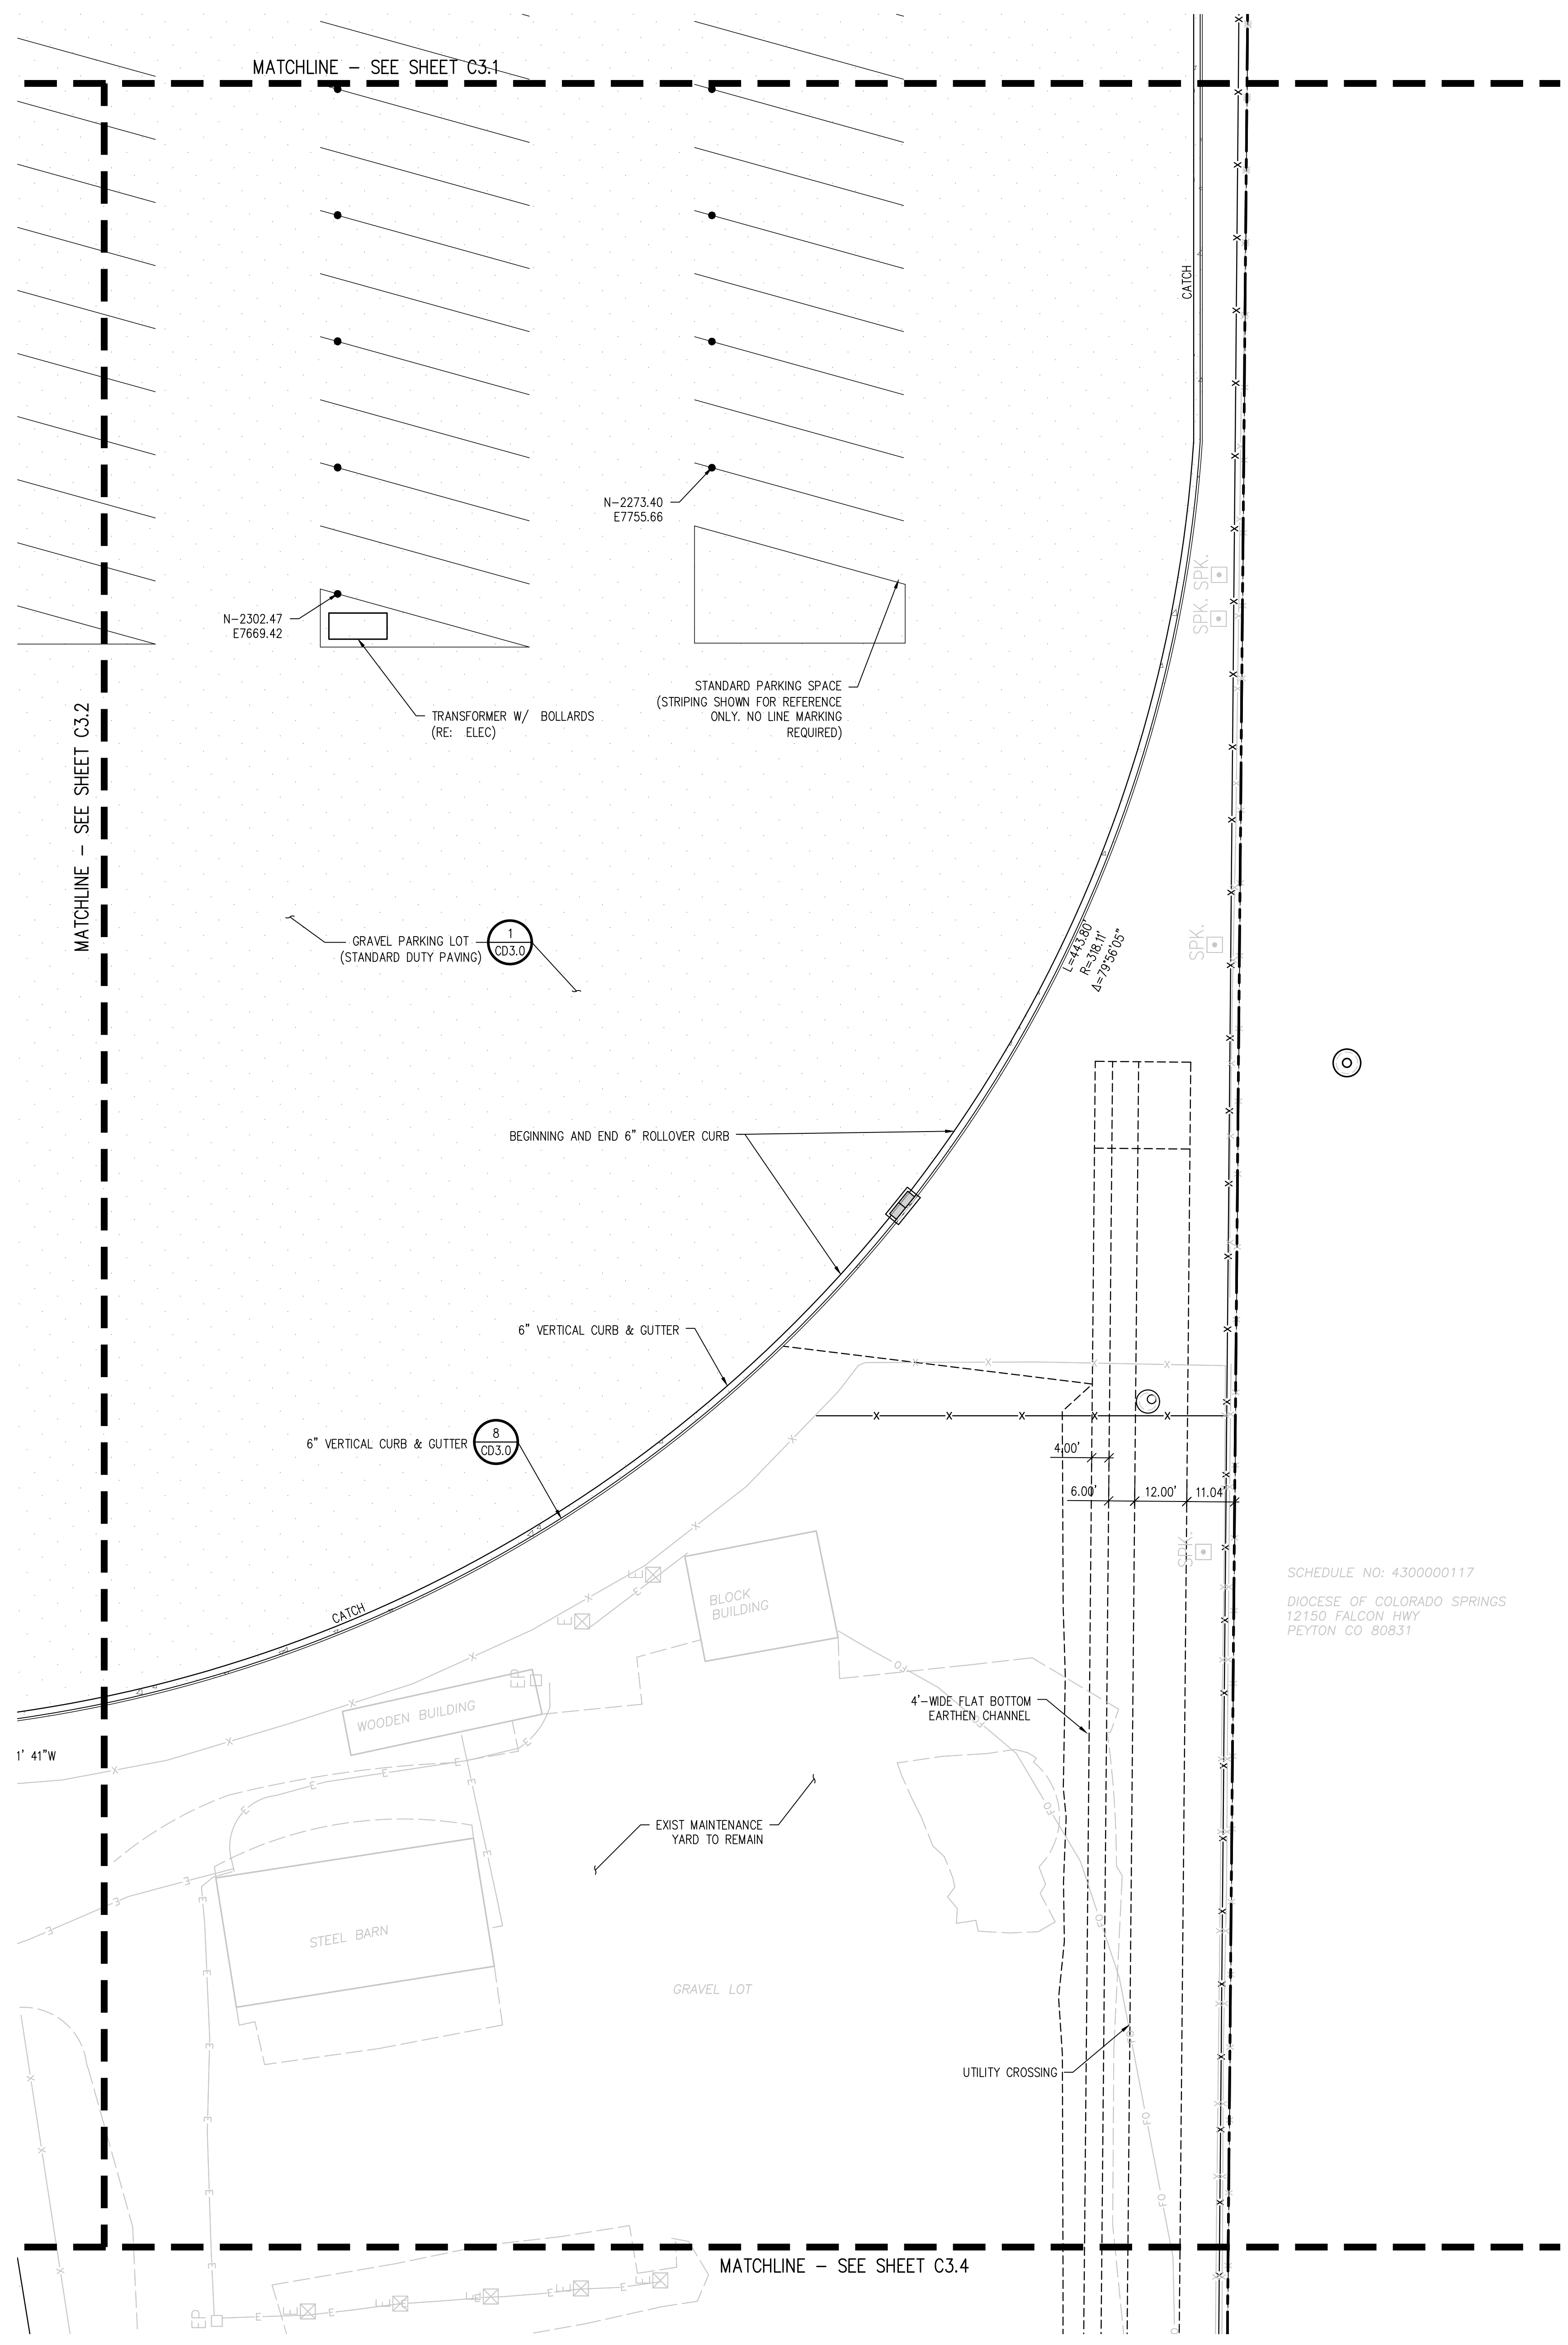 MATCHLINE – SEE SHEET C3.1
CATCH
N–2273.40
E7755.66
SPK.
SPK.
N–2302.47
E7669.42
STANDARD PARKING SPACE
(STRIPING SHOWN FOR REFERENCE
ONLY. NO LINE MARKING
REQUIRED)
TRANSFORMER W/ BOLLARDS
(RE: ELEC)
MATCHLINE – SEE SHEET C3.2
GRAVEL PARKING LOT
(STANDARD DUTY PAVING)
1
CD3.0
L=443.80'
R=318.11'
Δ=79°56'05"
SPK.
BEGINNING AND END 6" ROLLOVER CURB
6" VERTICAL CURB & GUTTER
6" VERTICAL CURB & GUTTER
8
CD3.0
4.00'
6.00'
12.00'
11.04'
SPK.
SCHEDULE NO: 4300000117
DIOCESE OF COLORADO SPRINGS
12150 FALCON HWY
PEYTON CO 80831
BLOCK
BUILDING
CATCH
EP
WOODEN BUILDING
4'–WIDE FLAT BOTTOM
EARTHEN CHANNEL
1' 41"W
EXIST MAINTENANCE
YARD TO REMAIN
STEEL BARN
GRAVEL LOT
UTILITY CROSSING
MATCHLINE – SEE SHEET C3.4
EP